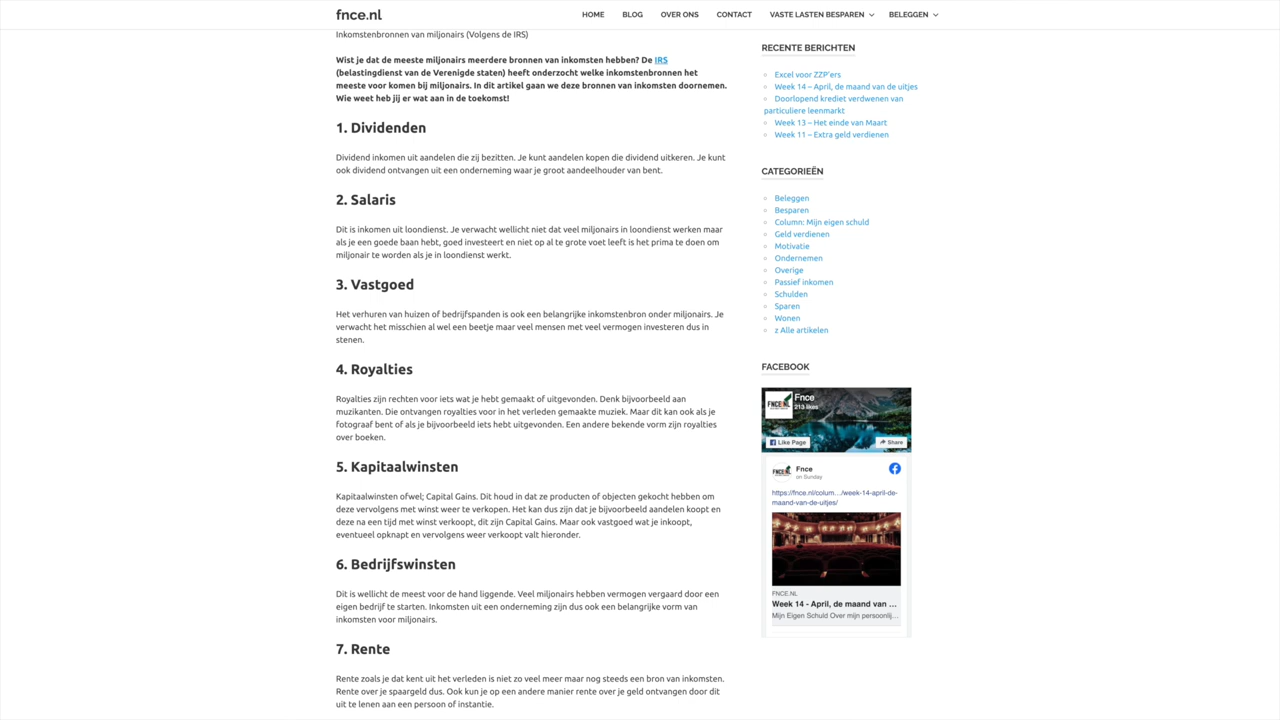 fnce.nl
HOME
BLOG
OVER ONS
CONTACT
VASTE LASTEN BESPAREN
BELEGGEN
Inkomstenbronnen van miljonairs (Volgens de IRS)
Wist je dat de meeste miljonairs meerdere bronnen van inkomsten hebben? De IRS
(belastingdienst van de Verenigde staten) heeft onderzocht welke inkomstenbronnen het
meeste voor komen bij miljonairs. In dit artikel gaan we deze bronnen van inkomsten doornemen.
Wie weet heb jij er wat aan in de toekomst!
1. Dividenden
Dividend inkomen uit aandelen die zij bezitten. Je kunt aandelen kopen die dividend uitkeren. Je kunt
ook dividend ontvangen uit een onderneming waar je groot aandeelhouder van bent.
2. Salaris
Dit is inkomen uit loondienst. Je verwacht wellicht niet dat veel miljonairs in loondienst werken maar
als je een goede baan hebt, goed investeert en niet op al te grote voet leeft is het prima te doen om
miljonair te worden als je in loondienst werkt.
3. Vastgoed
Het verhuren van huizen of bedrijfspanden is ook een belangrijke inkomstenbron onder miljonairs. Je
verwacht het misschien al wel een beetje maar veel mensen met veel vermogen investeren dus in
stenen.
4. Royalties
Royalties zijn rechten voor iets wat je hebt gemaakt of uitgevonden. Denk bijvoorbeeld aan
muzikanten. Die ontvangen royalties voor in het verleden gemaakte muziek. Maar dit kan ook als je
fotograaf bent of als je bijvoorbeeld iets hebt uitgevonden. Een andere bekende vorm zijn royalties
over boeken.
5. Kapitaalwinsten
Kapitaalwinsten ofwel; Capital Gains. Dit houd in dat ze producten of objecten gekocht hebben om
deze vervolgens met winst weer te verkopen. Het kan dus zijn dat je bijvoorbeeld aandelen koopt en
deze na een tijd met winst verkoopt, dit zijn Capital Gains. Maar ook vastgoed wat je inkoopt,
eventueel opknapt en vervolgens weer verkoopt valt hieronder.
6. Bedrijfswinsten
Dit is wellicht de meest voor de hand liggende. Veel miljonairs hebben vermogen vergaard door een
eigen bedrijf te starten. Inkomsten uit een onderneming zijn dus ook een belangrijke vorm van
inkomsten voor miljonairs.
7. Rente
Rente zoals je dat kent uit het verleden is niet zo veel meer maar nog steeds een bron van inkomsten.
Rente over je spaargeld dus. Ook kun je op een andere manier rente over je geld ontvangen door dit
uit te lenen aan een persoon of instantie.
RECENTE BERICHTEN
Excel voor ZZP'ers
Week 14 – April, de maand van de uitjes
Doorlopend krediet verdwenen van
particuliere leenmarkt
Week 13 – Het einde van Maart
Week 11 – Extra geld verdienen
CATEGORIEËN
Beleggen
Besparen
Column: Mijn eigen schuld
Geld verdienen
Motivatie
Ondernemen
Overige
Passief inkomen
Schulden
Sparen
Wonen
z Alle artikelen
FACEBOOK
FNCE.NL
Fnce
213 likes
Like Page
Share
FNCE.NL
Fnce
on Sunday
https://fnce.nl/colum…/week-14-april-de-
maand-van-de-uitjes/
FNCE.NL
Week 14 - April, de maand van ...
Mijn Eigen Schuld Over mijn persoonlij...